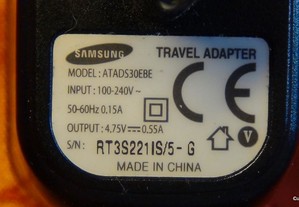 SAMSUNG
TRAVEL ADAPTER
MODEL : ATADS30EBE
INPUT : 100-240V~
50-60Hz 0.15A
OUTPUT : 4.75V⎓0.55A
S/N : RT3S221IS/5-G
MADE IN CHINA
CE
V